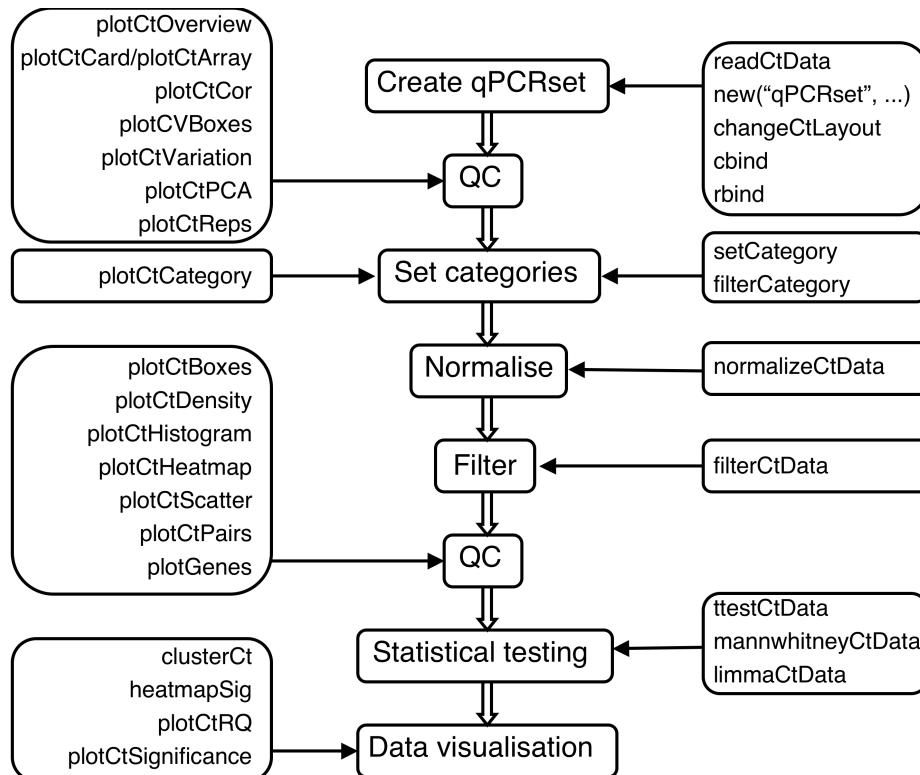 plotCtOverview
plotCtCard/plotCtArray
plotCtCor
plotCVBoxes
plotCtVariation
plotCtPCA
plotCtReps
plotCtCategory
plotCtBoxes
plotCtDensity
plotCtHistogram
plotCtHeatmap
plotCtScatter
plotCtPairs
plotGenes
clusterCt
heatmapSig
plotCtRQ
plotCtSignificance
Create qPCRset
QC
Set categories
Normalise
Filter
QC
Statistical testing
Data visualisation
readCtData
new(“qPCRset”, ...)
changeCtLayout
cbind
rbind
setCategory
filterCategory
normalizeCtData
filterCtData
ttestCtData
mannwhitneyCtData
limmaCtData